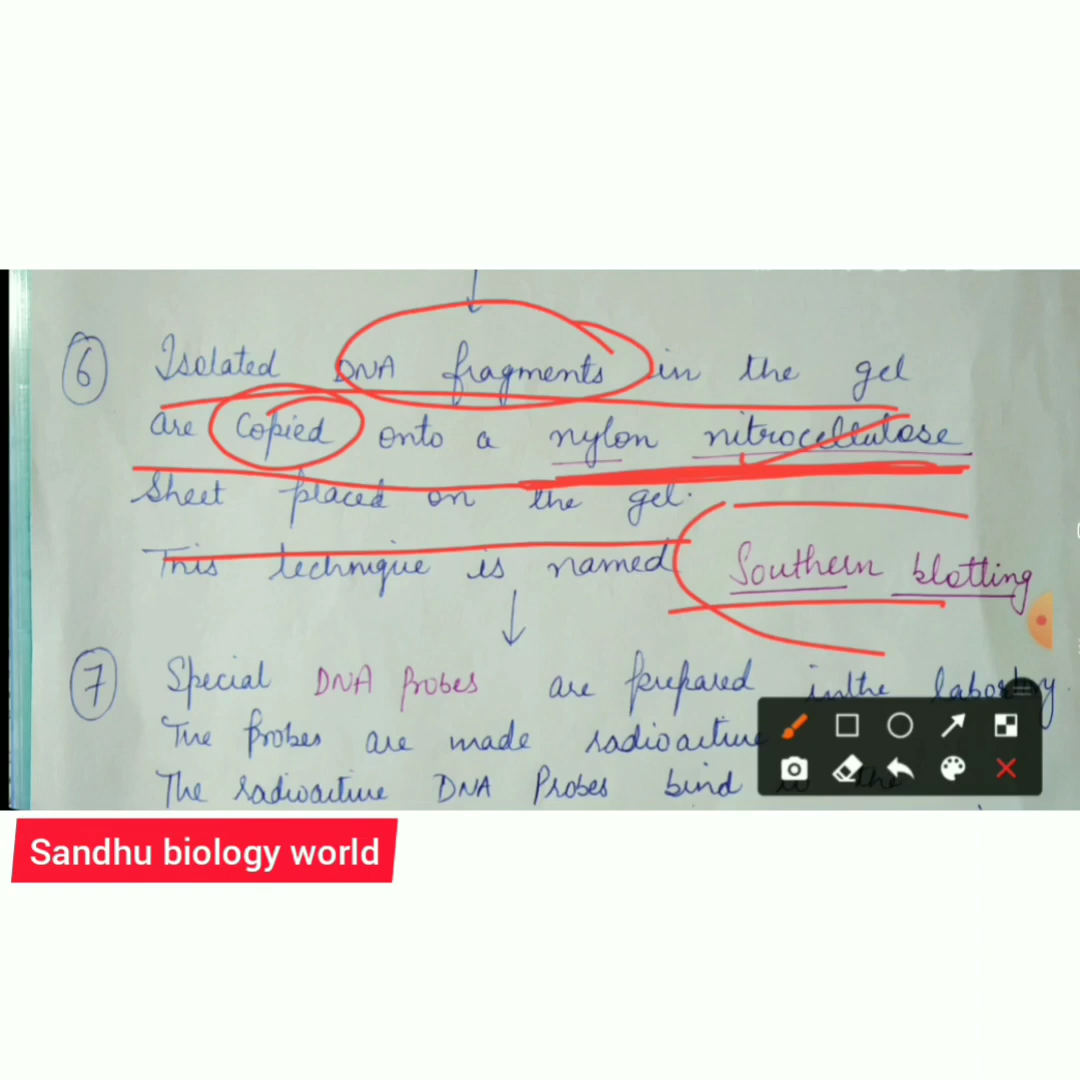 6 Isolated DNA fragments in the gel
are Copied onto a nylon nitrocellulose
Sheet placed on the gel.
This technique is named Southern blotting
7 Special DNA Probes are prepared in the
The Probes are made radioactive
The radioactive DNA Probes bind the
Sandhu biology world